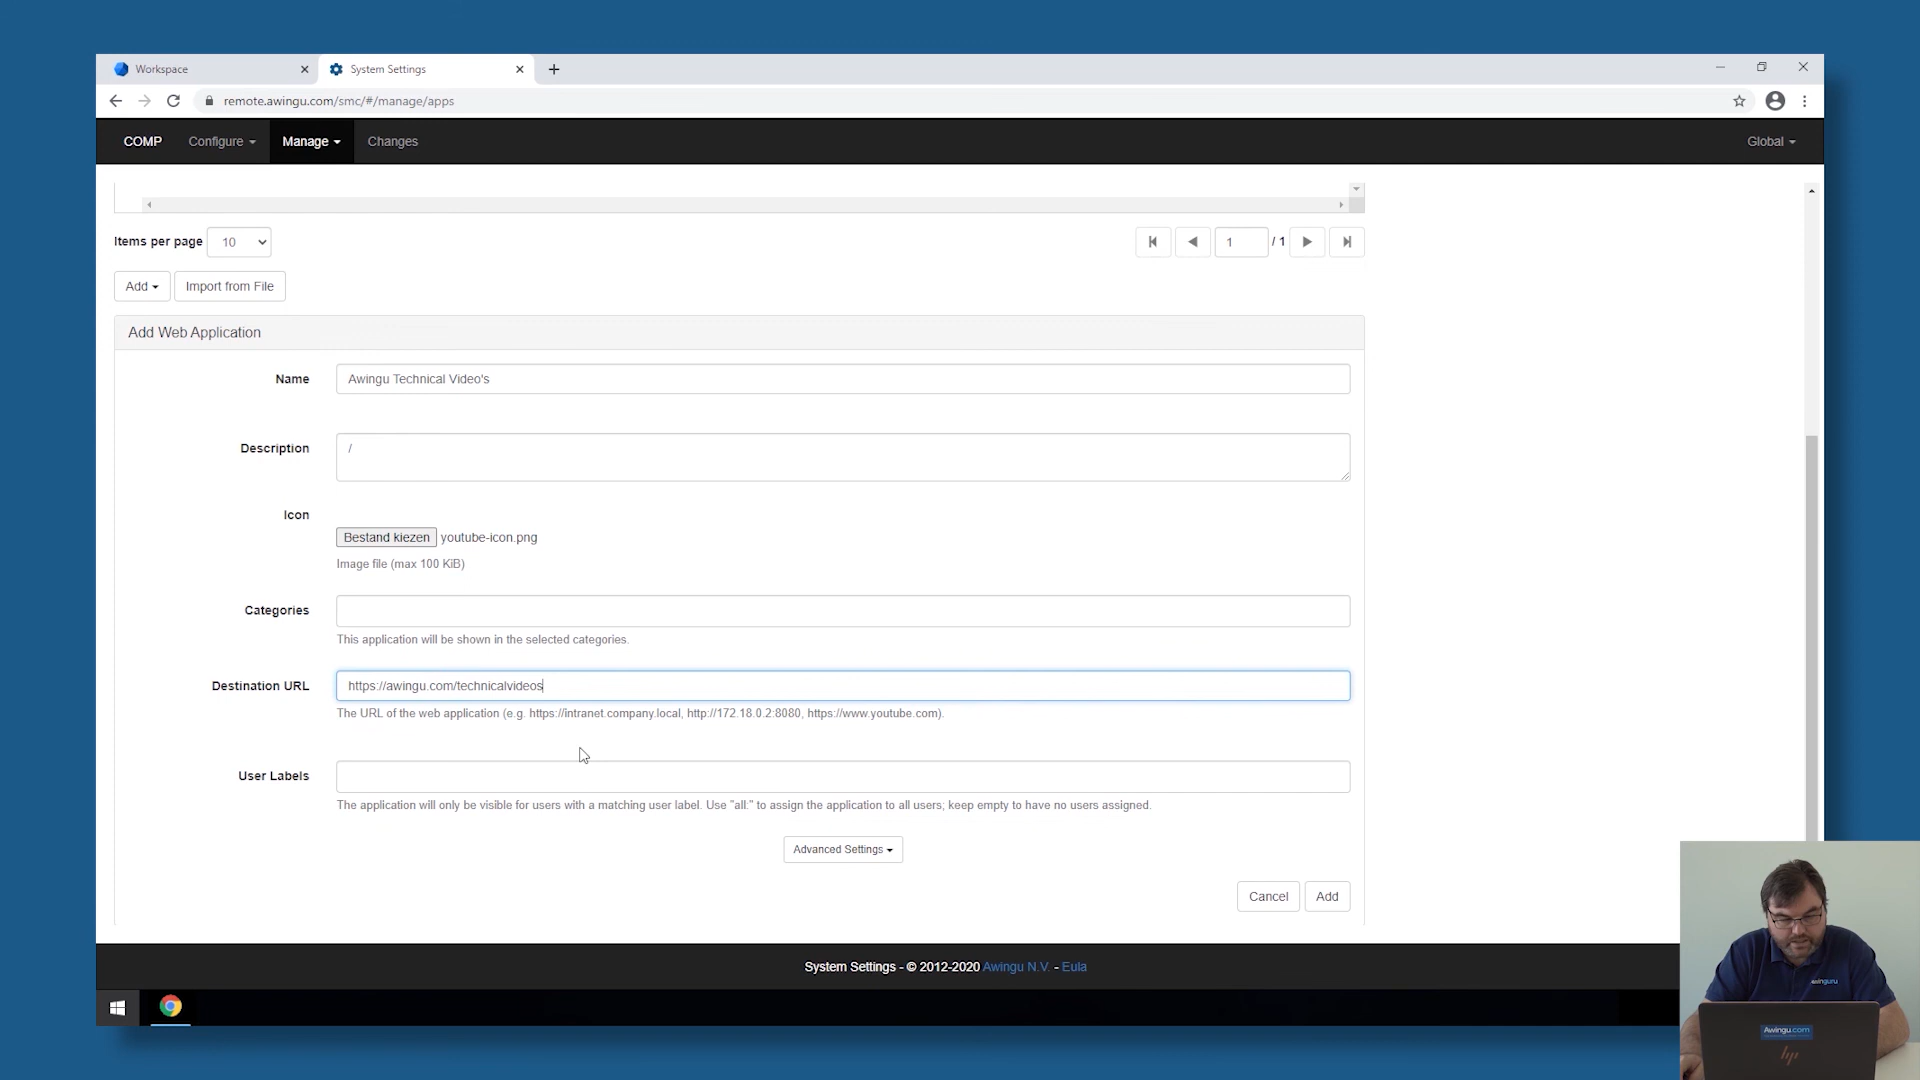 Workspace
System Settings
remote.awingu.com/smc/#/manage/apps
COMP Configure Manage Changes Global
Items per page 10 1 / 1
Add Import from File
Add Web Application
Name Awingu Technical Video's
Description /
Icon
Bestand kiezen youtube-icon.png
Image file (max 100 KiB)
Categories
This application will be shown in the selected categories.
Destination URL https://awingu.com/technicalvideos
The URL of the web application (e.g. https://intranet.company.local, http://172.18.0.2:8080, https://www.youtube.com).
User Labels
The application will only be visible for users with a matching user label. Use "all:" to assign the application to all users; keep empty to have no users assigned.
Advanced Settings
Cancel Add
System Settings - © 2012-2020 Awingu N.V. - Eula
awinguru
Awingu.com
hp